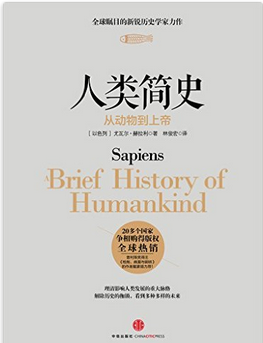 全球瞩目的新锐历史学家力作
人类简史
从动物到上帝
[以色列] 尤瓦尔·赫拉利 著 林俊宏 译
Sapiens
A Brief History of
Humankind
20多个国家
争相购得版权
全球热销
理清影响人类发展的重大脉络
解除历史的枷锁，看到多种多样的未来
中信出版社·CITIC PRESS